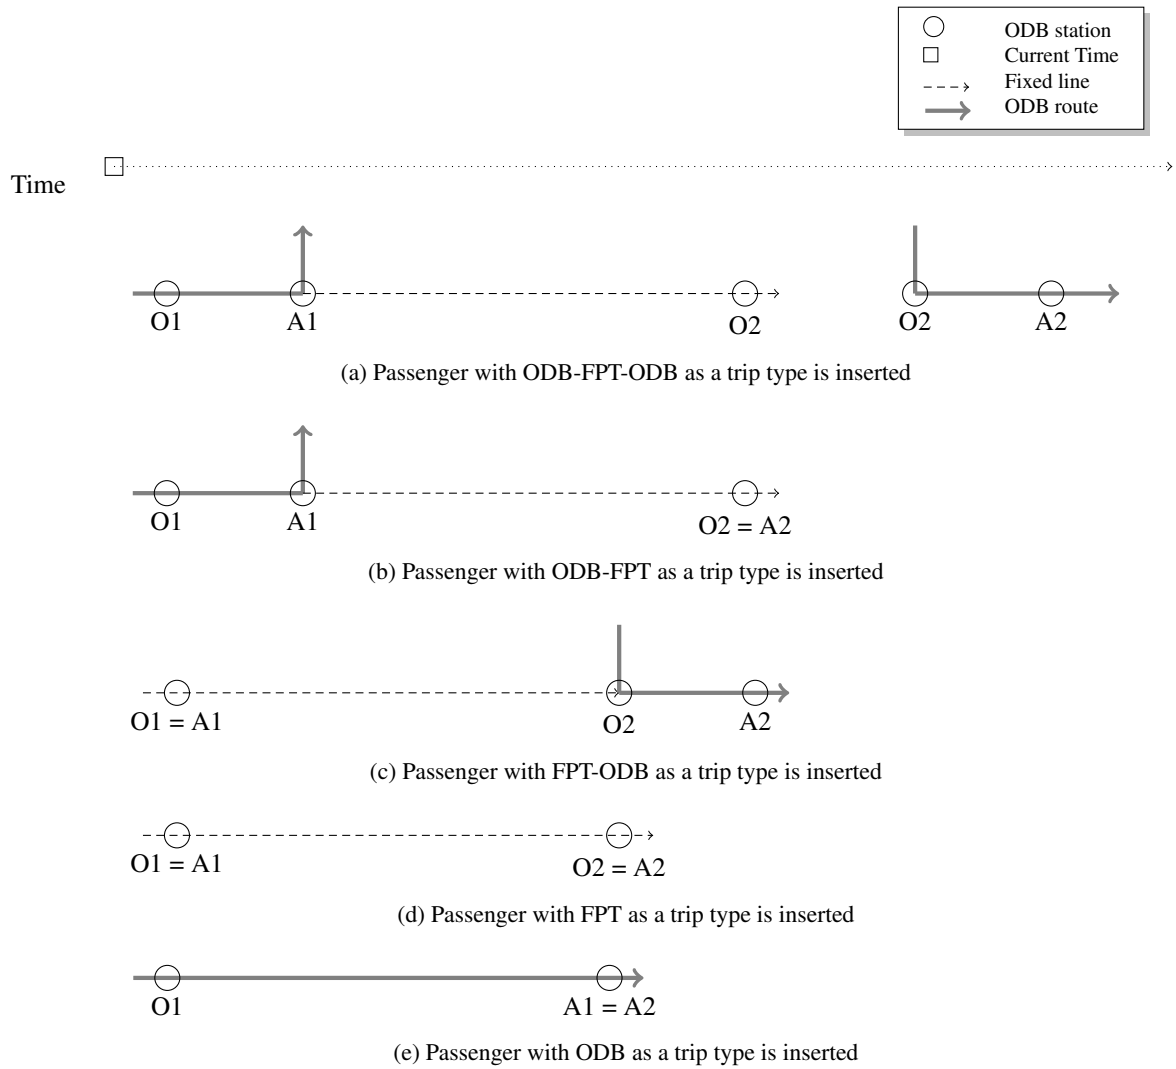 ODB station
Current Time
Fixed line
ODB route
Time
O1 A1 O2 O2 A2
(a) Passenger with ODB-FPT-ODB as a trip type is inserted
O1 A1 O2 = A2
(b) Passenger with ODB-FPT as a trip type is inserted
O1 = A1 O2 A2
(c) Passenger with FPT-ODB as a trip type is inserted
O1 = A1 O2 = A2
(d) Passenger with FPT as a trip type is inserted
O1 A1 = A2
(e) Passenger with ODB as a trip type is inserted